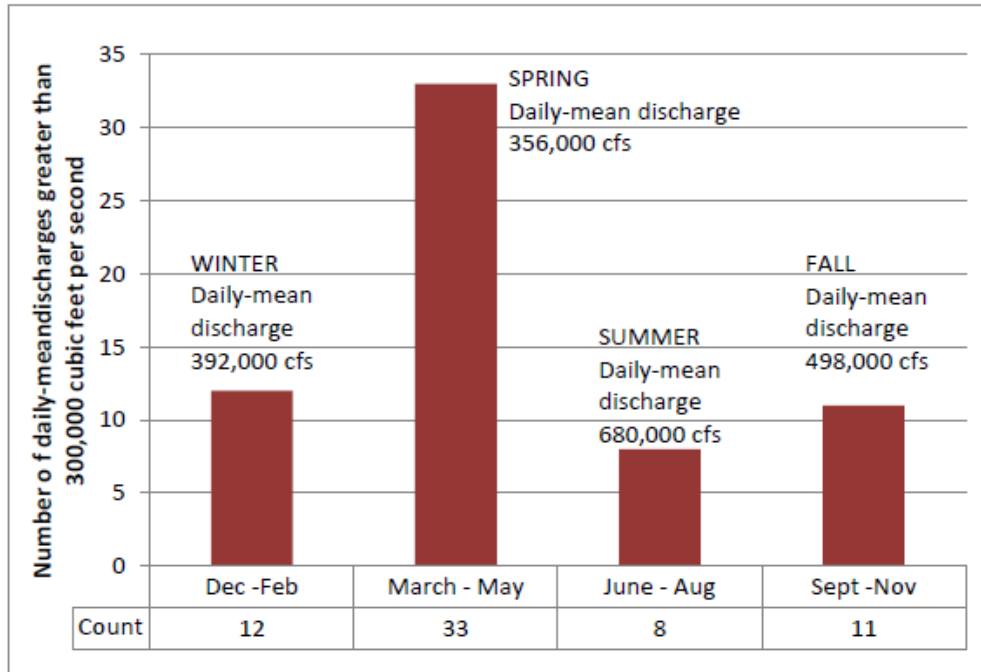 Number o f daily-meandischarges greater than
300,000 cubic feet per second
35
30
25
20
15
10
5
0
WINTER
Daily-mean
discharge
392,000 cfs
SPRING
Daily-mean discharge
356,000 cfs
SUMMER
Daily-mean
discharge
680,000 cfs
FALL
Daily-mean
discharge
498,000 cfs
Dec -Feb March - May June - Aug Sept -Nov
Count 12 33 8 11